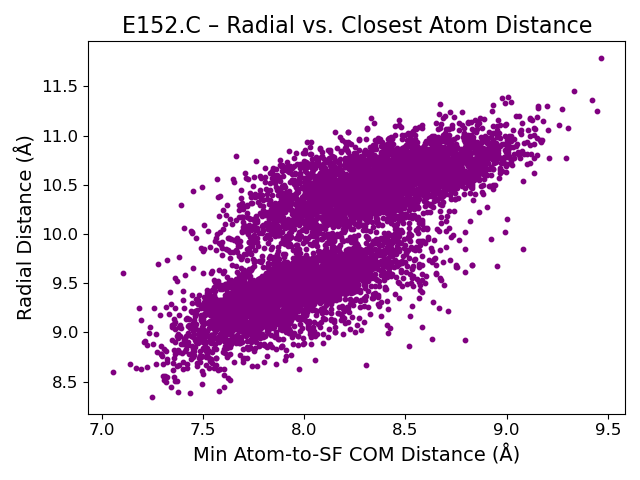 E152.C – Radial vs. Closest Atom Distance
11.5
11.0
10.5
10.0
9.5
9.0
8.5
Radial Distance (Å)
7.0 7.5 8.0 8.5 9.0 9.5
Min Atom-to-SF COM Distance (Å)